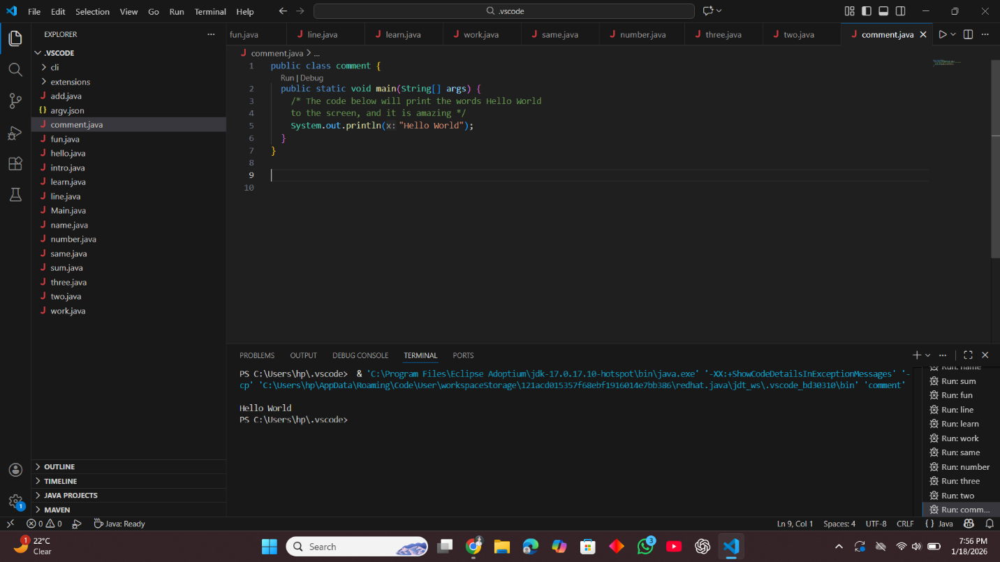 File Edit Selection View Go Run Terminal Help
.vscode
EXPLORER
fun.java
line.java
learn.java
work.java
same.java
number.java
three.java
two.java
comment.java
.VSCODE
cli
extensions
add.java
argv.json
comment.java
fun.java
hello.java
intro.java
learn.java
line.java
Main.java
name.java
number.java
same.java
sum.java
three.java
two.java
work.java
OUTLINE
TIMELINE
JAVA PROJECTS
MAVEN
comment.java > ...
1 public class comment {
Run | Debug
2 public static void main(String[] args) {
3 /* The code below will print the words Hello World
4 to the screen, and it is amazing */
5 System.out.println(x: "Hello World");
6 }
7 }
8
9
10
PROBLEMS OUTPUT DEBUG CONSOLE TERMINAL PORTS
PS C:\Users\hp\.vscode> & 'C:\Program Files\Eclipse Adoptium\jdk-17.0.17.10-hotspot\bin\java.exe' '-XX:+ShowCodeDetailsInExceptionMessages' '-
cp' 'C:\Users\hp\AppData\Roaming\Code\User\workspaceStorage\121acd015357f68ebf1916014e7bb386\redhat.java\jdt_ws\.vscode_bd30310\bin' 'comment'
Hello World
PS C:\Users\hp\.vscode>
Run: name
Run: sum
Run: fun
Run: line
Run: learn
Run: work
Run: same
Run: number
Run: three
Run: two
Run: comm...
1
0 0 Java: Ready
Ln 9, Col 1 Spaces: 4 UTF-8 CRLF {} Java
1
22°C
Clear
Search
3
7:56 PM
1/18/2026